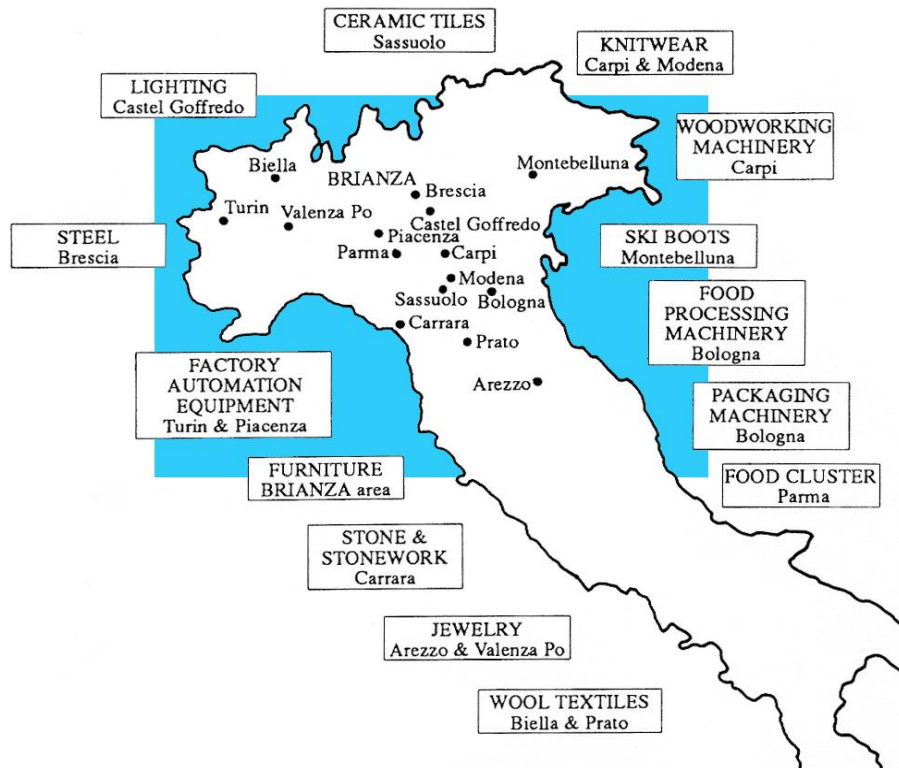 CERAMIC TILES
Sassuolo
KNITWEAR
Carpi & Modena
LIGHTING
Castel Goffredo
WOODWORKING
MACHINERY
Carpi
Biella
BRIANZA
Brescia
Montebelluna
Turin
Valenza Po
Castel Goffredo
Piacenza
STEEL
Brescia
SKI BOOTS
Montebelluna
Parma
Carpi
Modena
Sassuolo
Bologna
FOOD
PROCESSING
MACHINERY
Bologna
Carrara
Prato
FACTORY
AUTOMATION
EQUIPMENT
Turin & Piacenza
Arezzo
PACKAGING
MACHINERY
Bologna
FURNITURE
BRIANZA area
FOOD CLUSTER
Parma
STONE &
STONEWORK
Carrara
JEWELRY
Arezzo & Valenza Po
WOOL TEXTILES
Biella & Prato